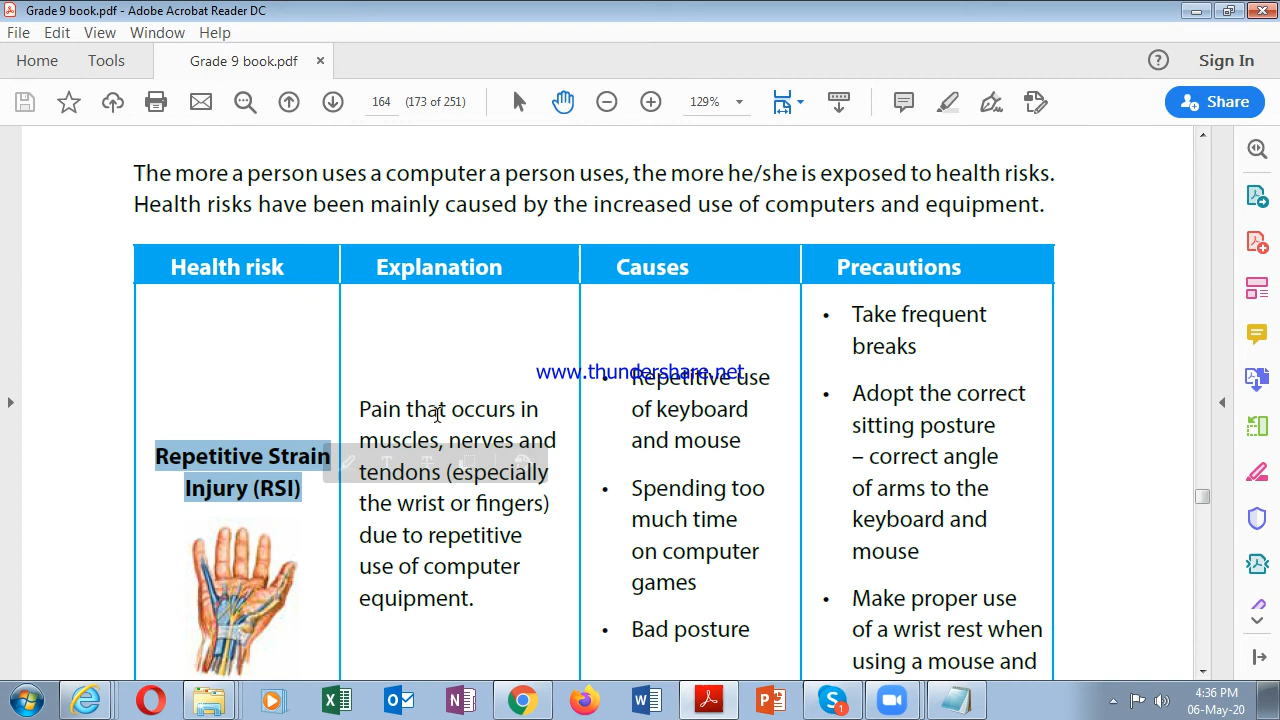 Grade 9 book.pdf - Adobe Acrobat Reader DC
File Edit View Window Help
Home Tools Grade 9 book.pdf × ? Sign In
164 (173 of 251) 129% Share
The more a person uses a computer a person uses, the more he/she is exposed to health risks.
Health risks have been mainly caused by the increased use of computers and equipment.
Health risk Explanation Causes Precautions
Repetitive Strain
Injury (RSI)
Pain that occurs in
muscles, nerves and
tendons (especially
the wrist or fingers)
due to repetitive
use of computer
equipment.
www.thundershare.net
• Repetitive use
of keyboard
and mouse
• Spending too
much time
on computer
games
• Bad posture
• Take frequent
breaks
• Adopt the correct
sitting posture
– correct angle
of arms to the
keyboard and
mouse
• Make proper use
of a wrist rest when
using a mouse and
4:36 PM
06-May-20